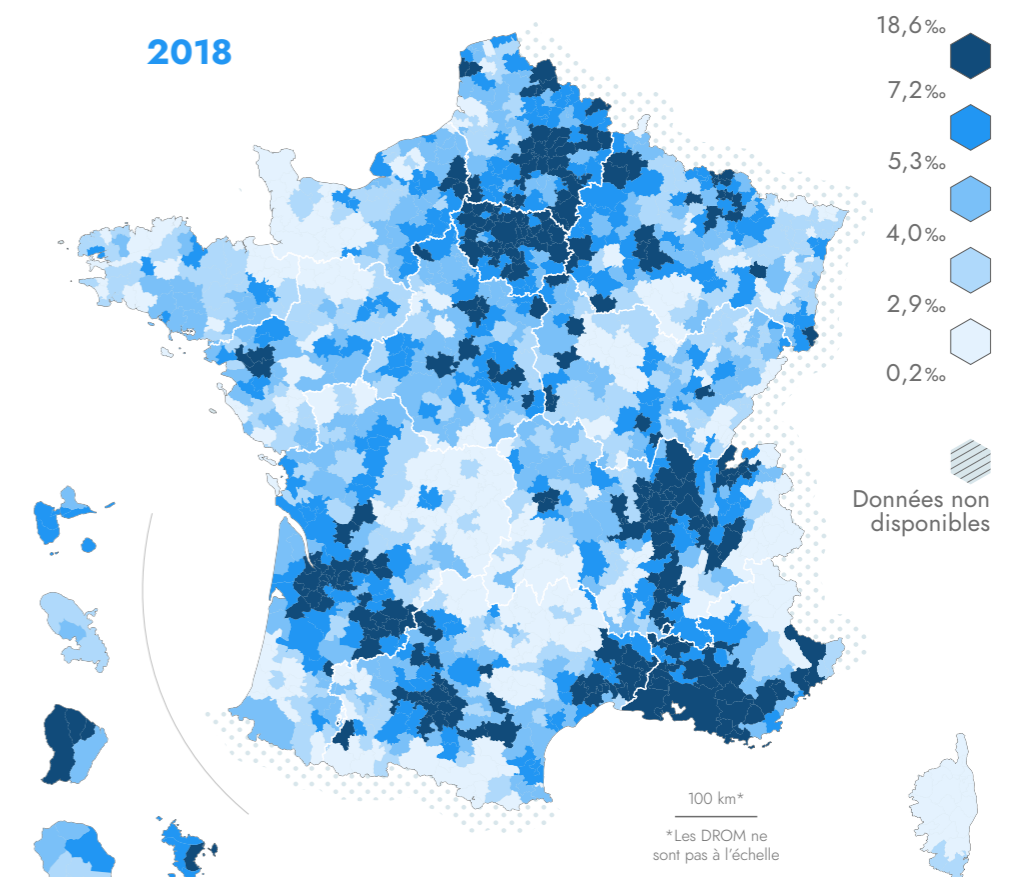 2018
18,6‰
7,2‰
5,3‰
4,0‰
2,9‰
0,2‰
Données non
disponibles
100 km*
*Les DROM ne
sont pas à l'échelle